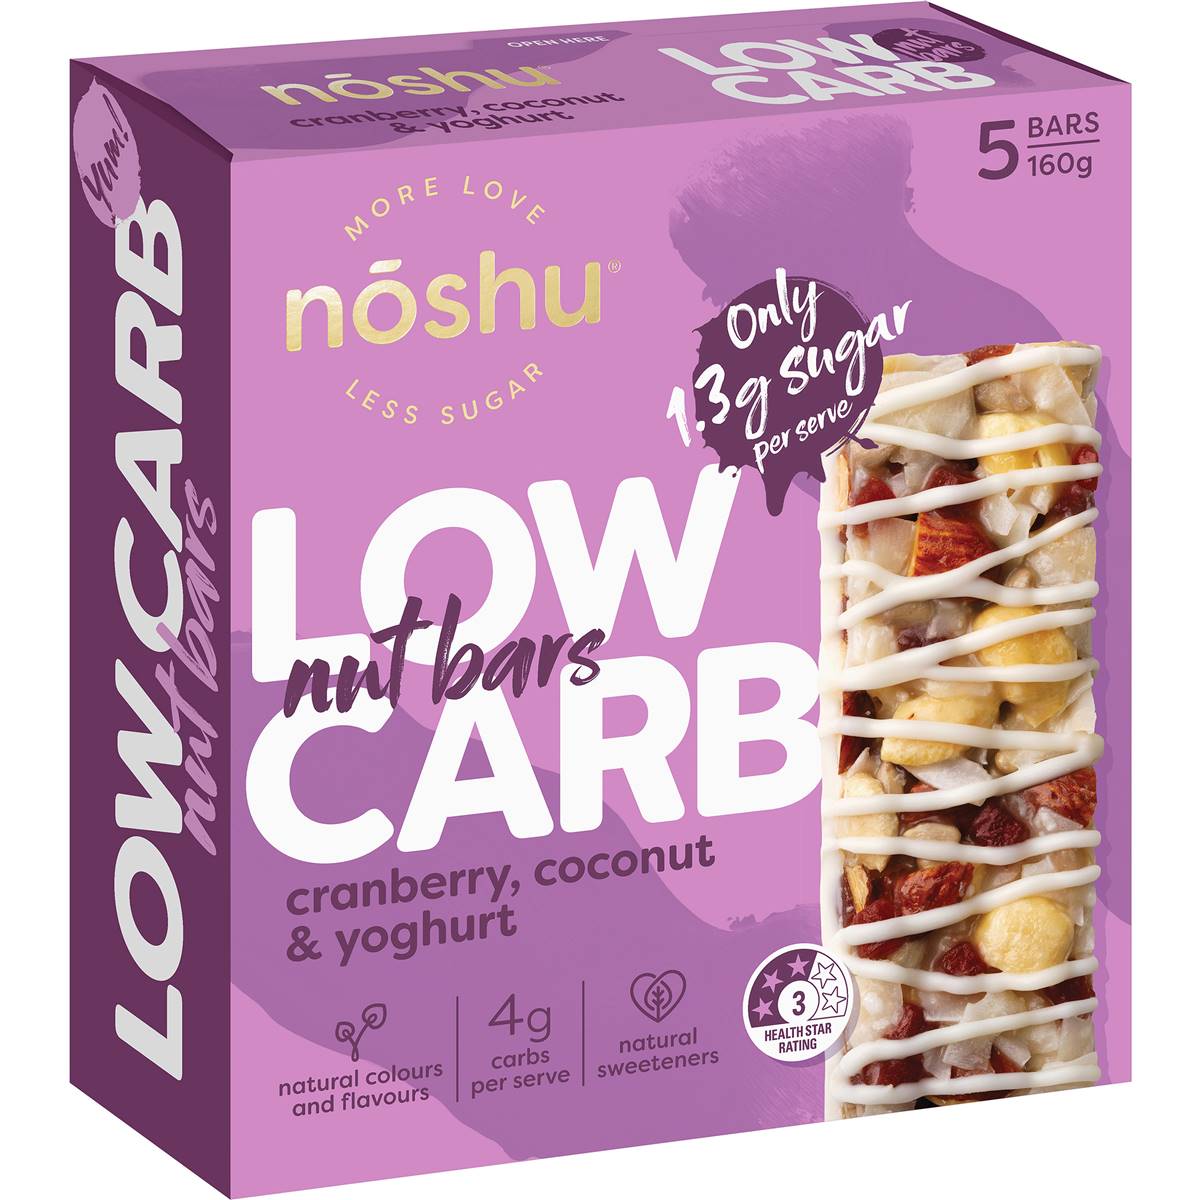 OPEN HERE
nōshu®
cranberry, coconut
& yoghurt
LOW
CARB
nut
bars
Yum!
LOW CARB
nut bars
5 BARS
160g
MORE LOVE
nōshu®
LESS SUGAR
Only
1.3g sugar
per serve
LOW
nut bars
CARB
cranberry, coconut
& yoghurt
natural colours
and flavours
4g
carbs
per serve
natural
sweeteners
3
HEALTH STAR
RATING